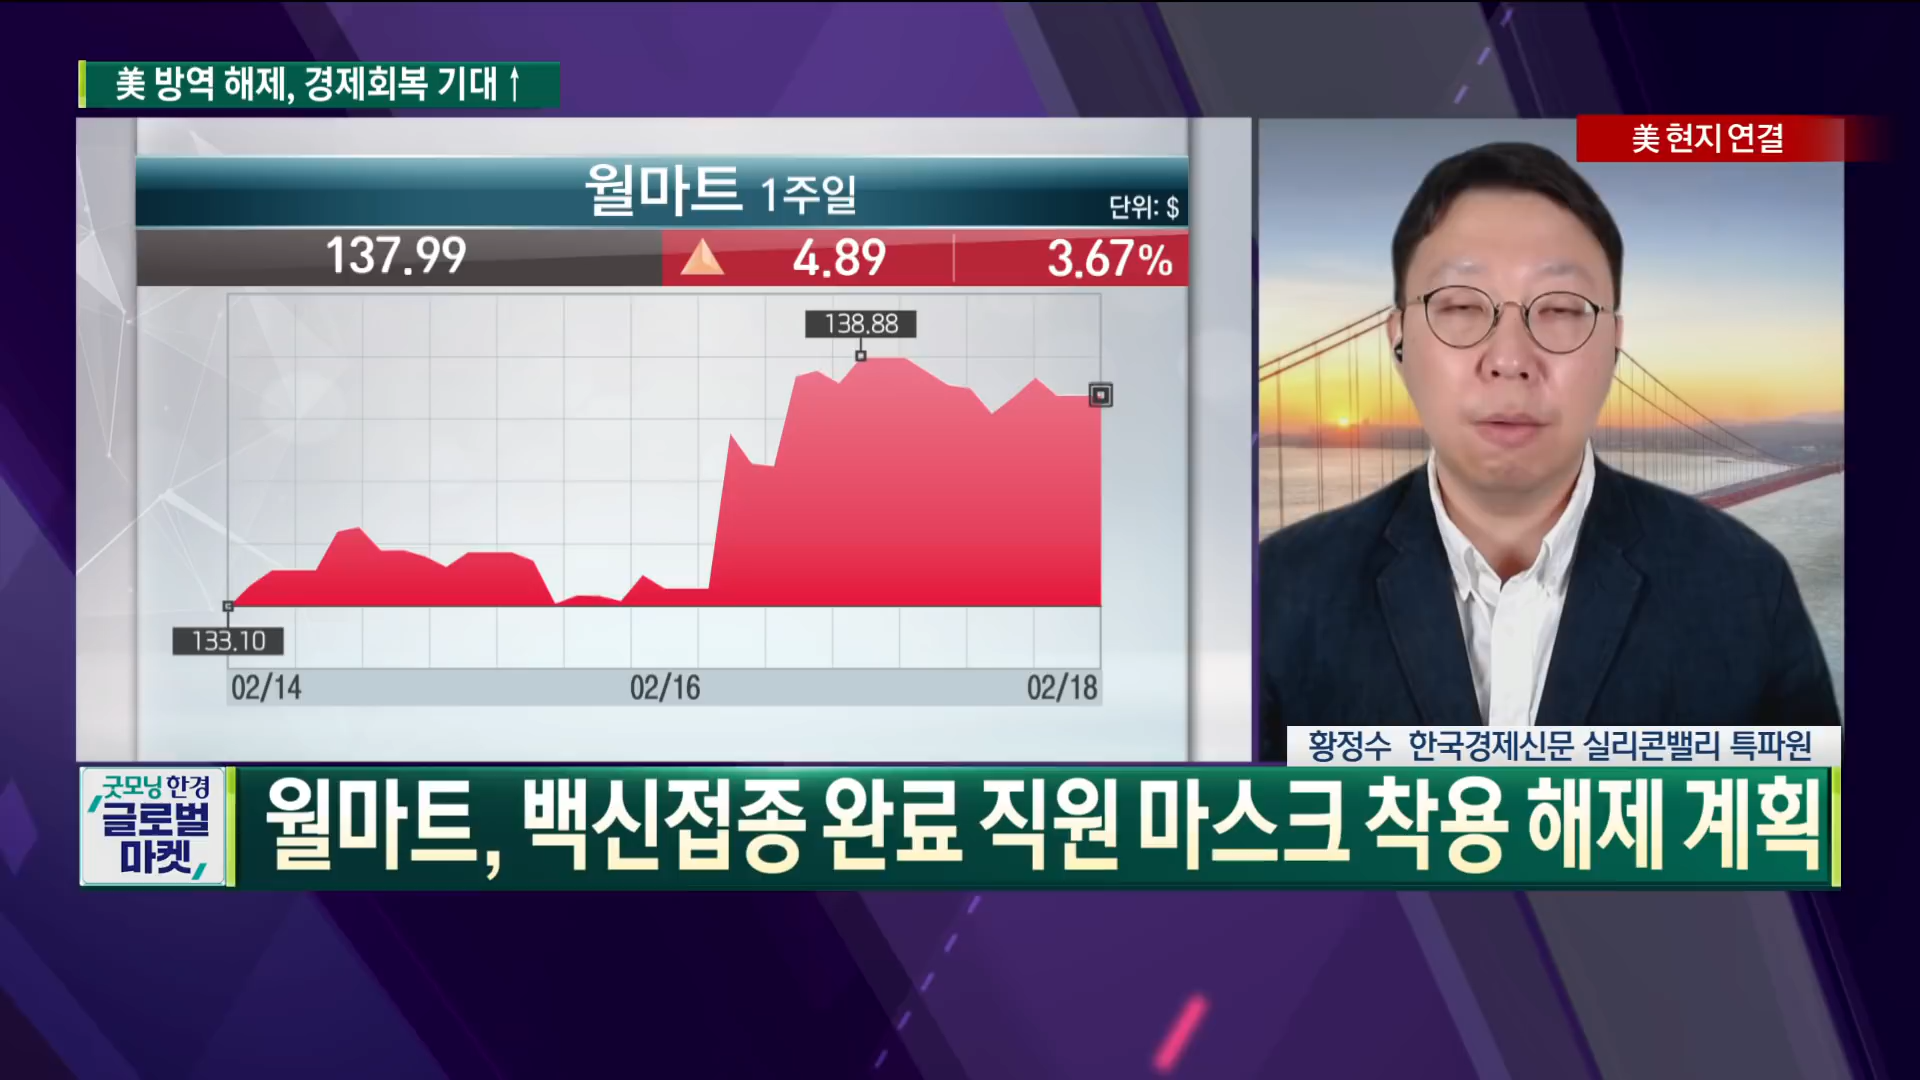 美 방역 해제, 경제회복 기대↑
美 현지 연결
월마트 1주일
단위: $
137.99 ▲ 4.89 3.67%
138.88
133.10
02/14 02/16 02/18
황정수 한국경제신문 실리콘밸리 특파원
굿모닝 한경
글로벌
마켓
월마트, 백신접종 완료 직원 마스크 착용 해제 계획